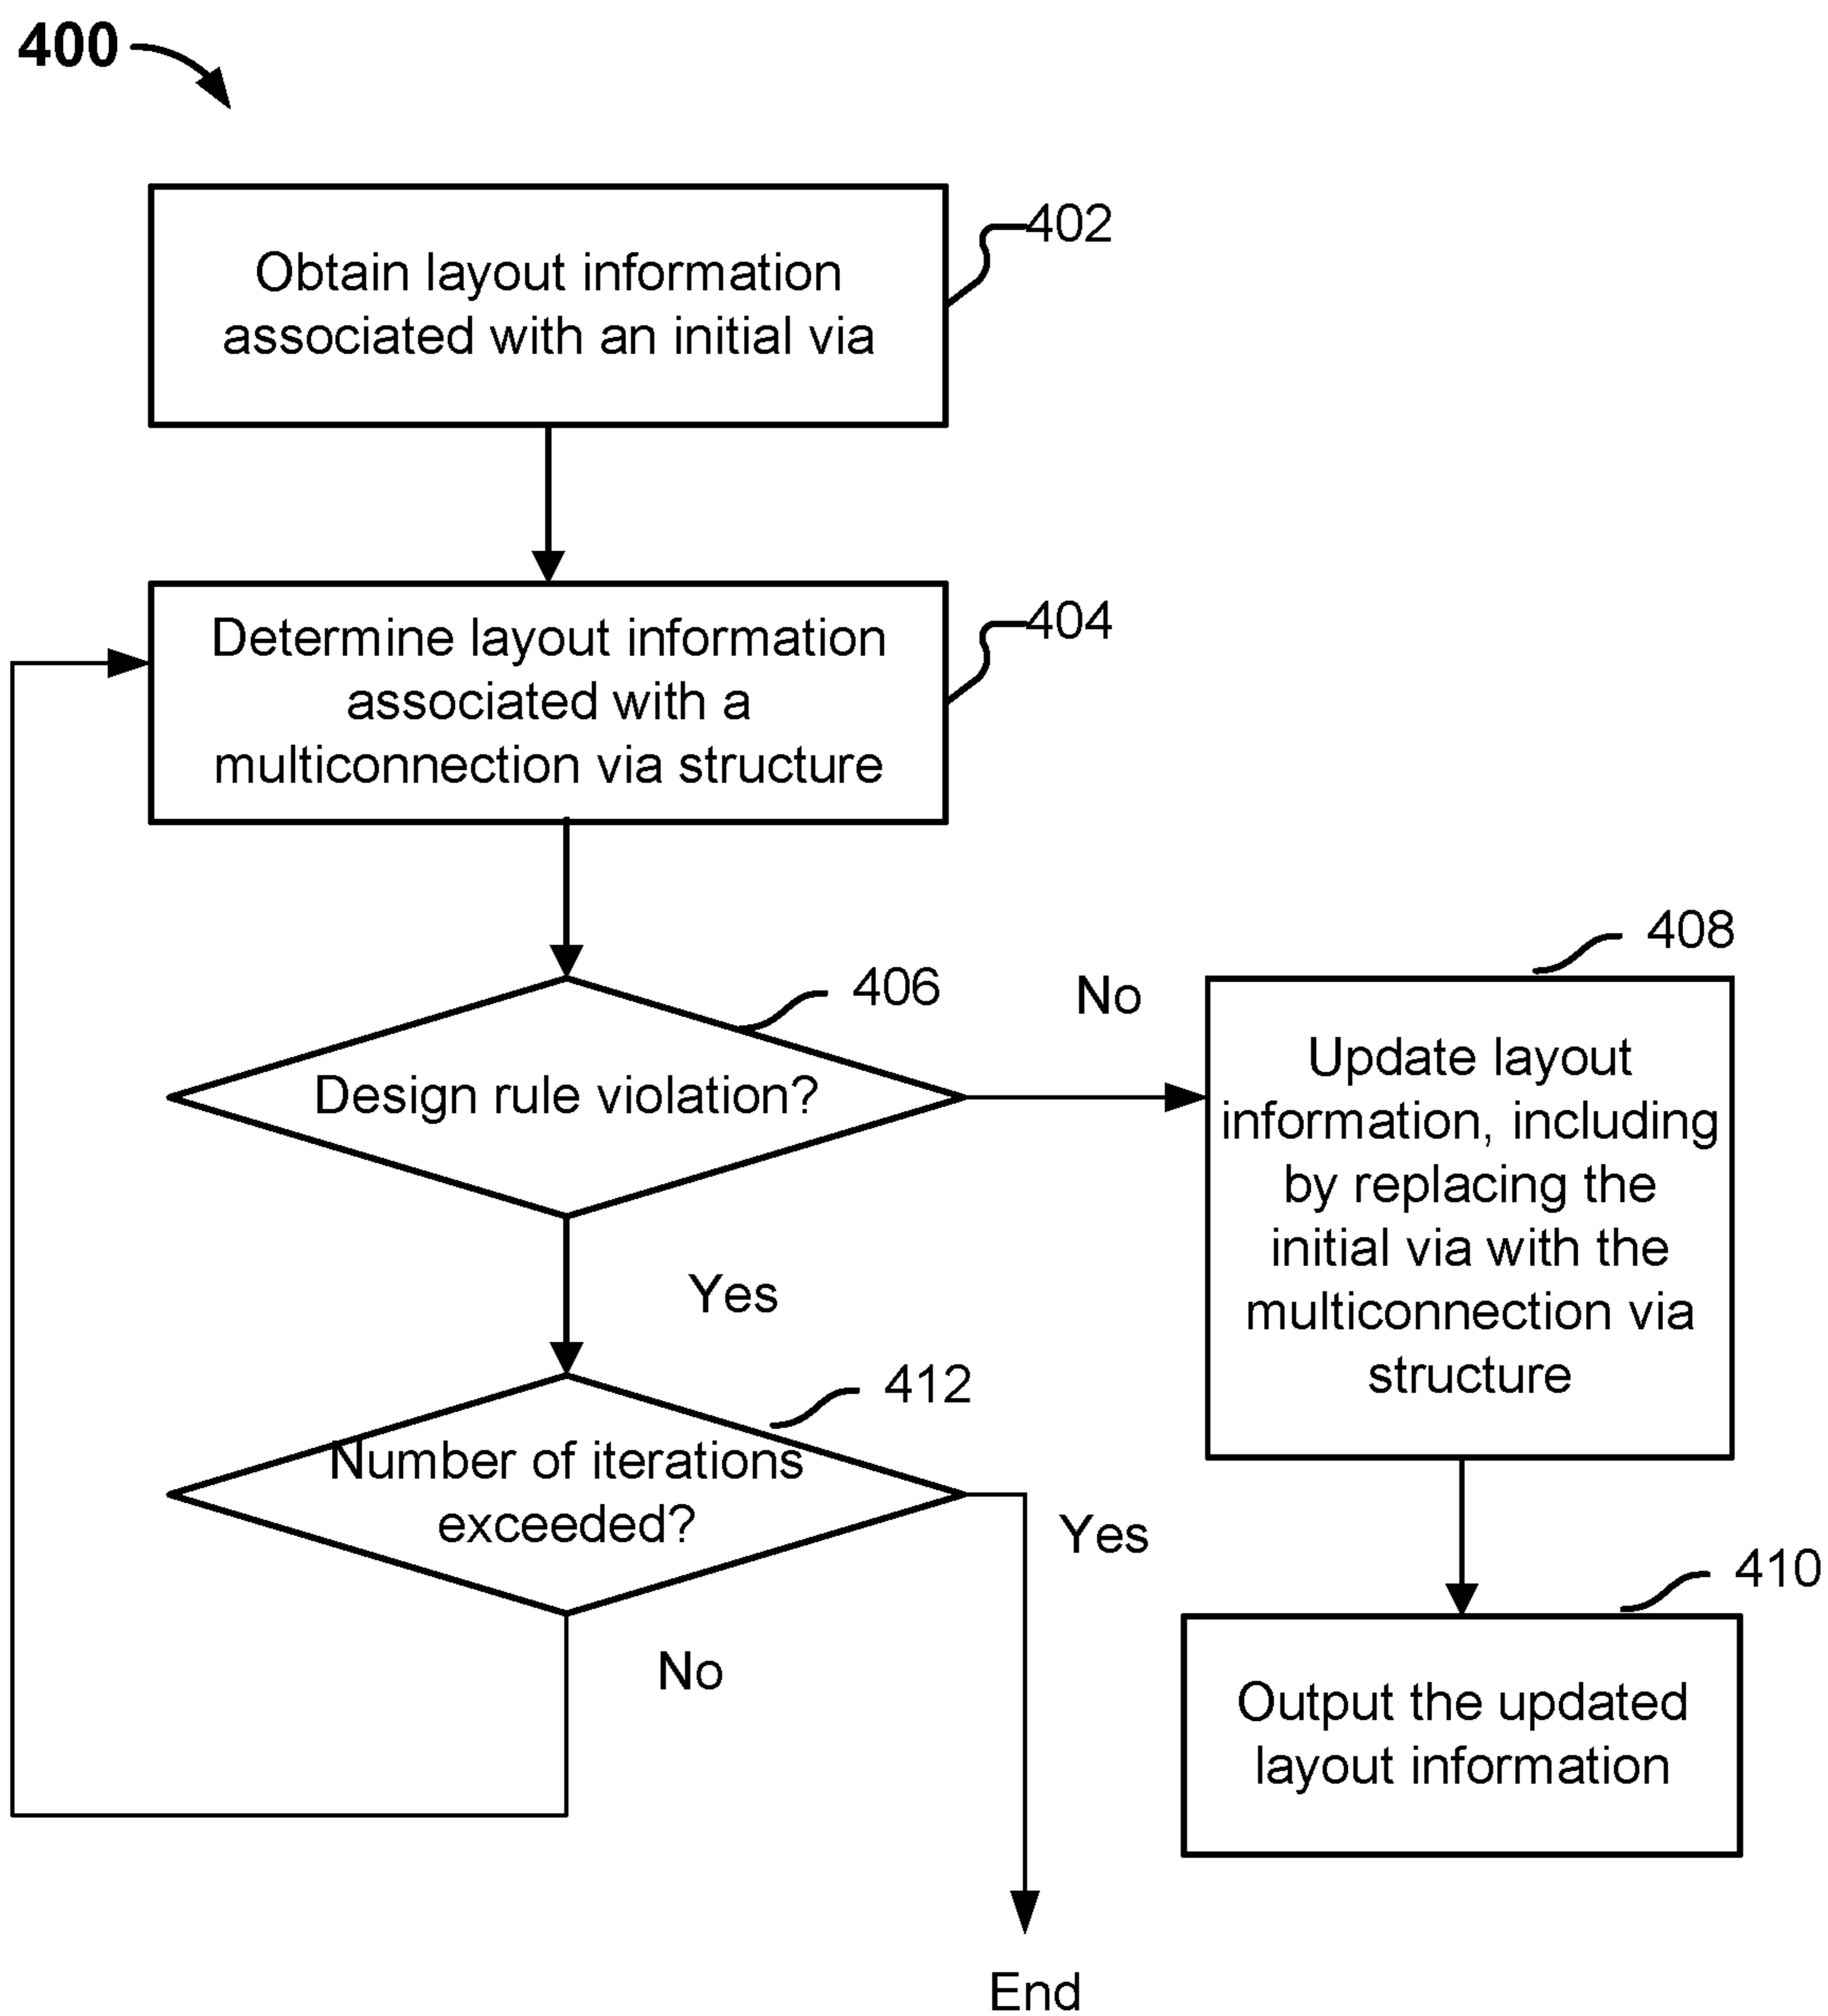 400
402
Obtain layout information
associated with an initial via
404
Determine layout information
associated with a
multiconnection via structure
406
Design rule violation?
No
408
Update layout
information, including
by replacing the
initial via with the
multiconnection via
structure
Yes
412
Number of iterations
exceeded?
Yes
No
410
Output the updated
layout information
End